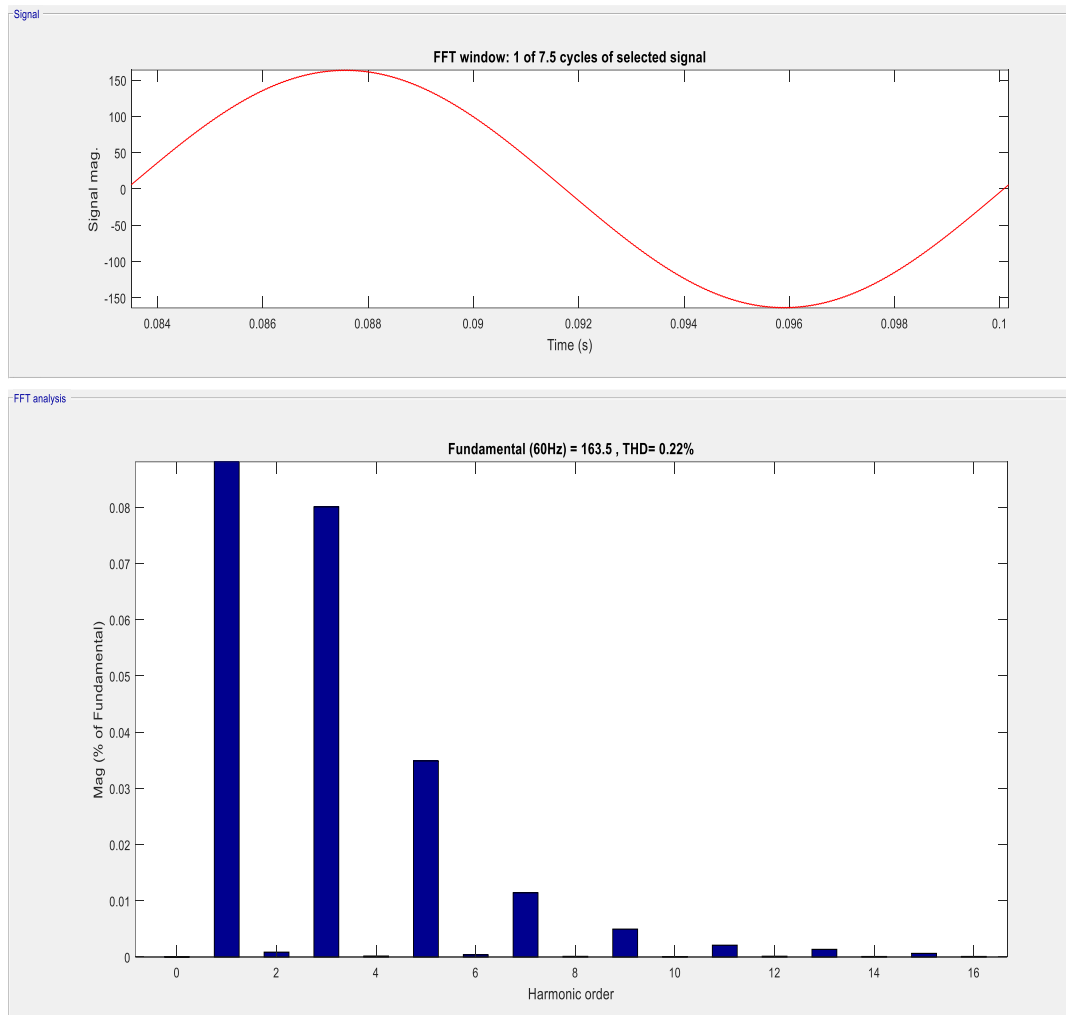 Signal
FFT window: 1 of 7.5 cycles of selected signal
150
100
50
0
-50
-100
-150
Signal mag.
0.084 0.086 0.088 0.09 0.092 0.094 0.096 0.098 0.1
Time (s)
FFT analysis
Fundamental (60Hz) = 163.5 , THD= 0.22%
0.08
0.07
0.06
0.05
0.04
0.03
0.02
0.01
0
Mag (% of Fundamental)
0 2 4 6 8 10 12 14 16
Harmonic order